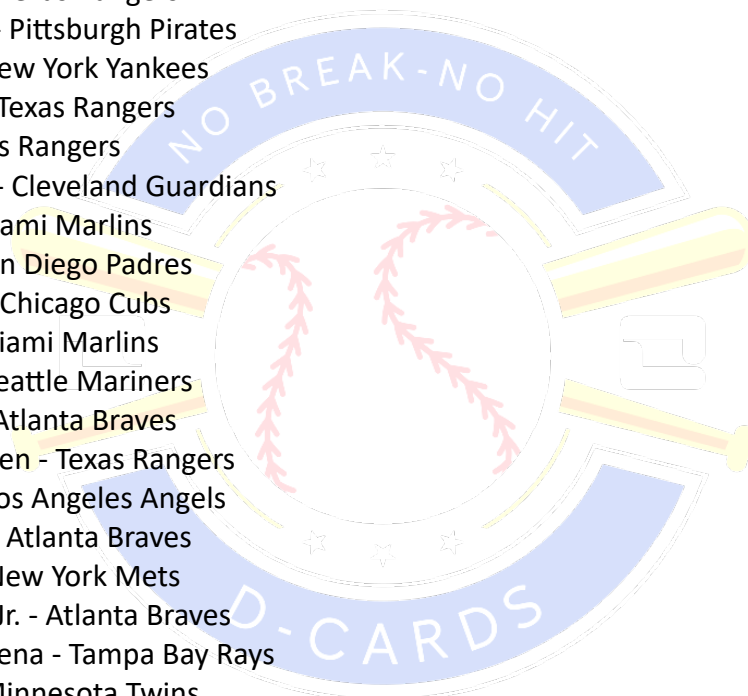 - Pittsburgh Pirates
ew York Yankees
Texas Rangers
s Rangers
- Cleveland Guardians
ami Marlins
n Diego Padres
Chicago Cubs
iami Marlins
eattle Mariners
Atlanta Braves
en - Texas Rangers
os Angeles Angels
Atlanta Braves
New York Mets
Jr. - Atlanta Braves
ena - Tampa Bay Rays
Minnesota Twins
NO BREAK-NO HIT
D-CARDS